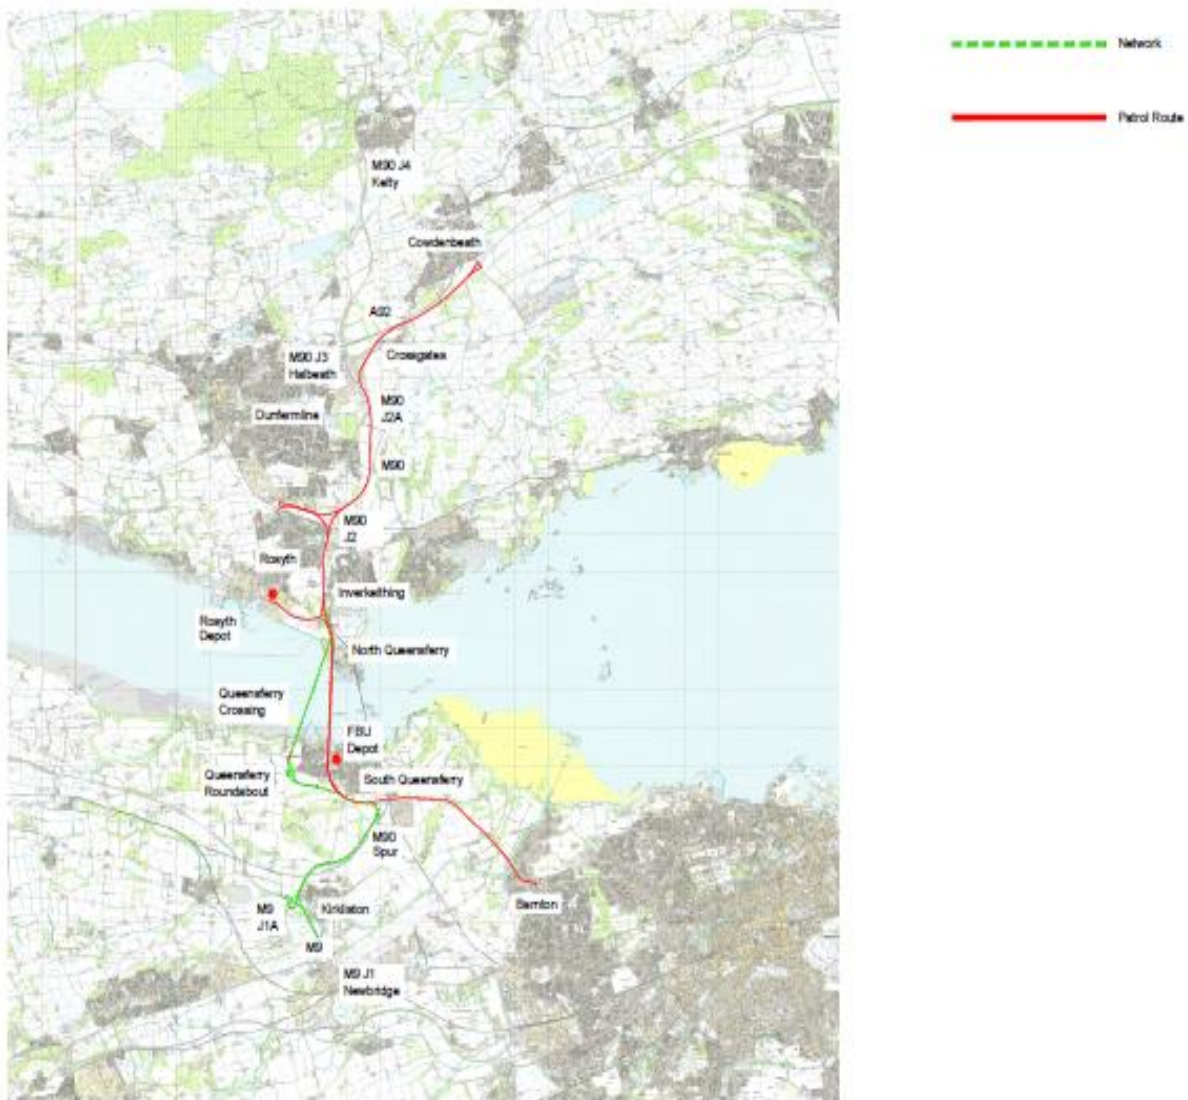 Network
Patrol Route
M90 J4
Kelty
Cowdenbeath
A92
Crossgates
M90 J3
Halbeath
M90
J2A
Dunfermline
M90
M90
J2
Rosyth
Inverkeithing
Rosyth
Depot
North Queensferry
Queensferry
Crossing
FBU
Depot
Queensferry
Roundabout
South Queensferry
M90
Spur
M9
J1A
Kirkliston
Barnton
M9
M9 J1
Newbridge